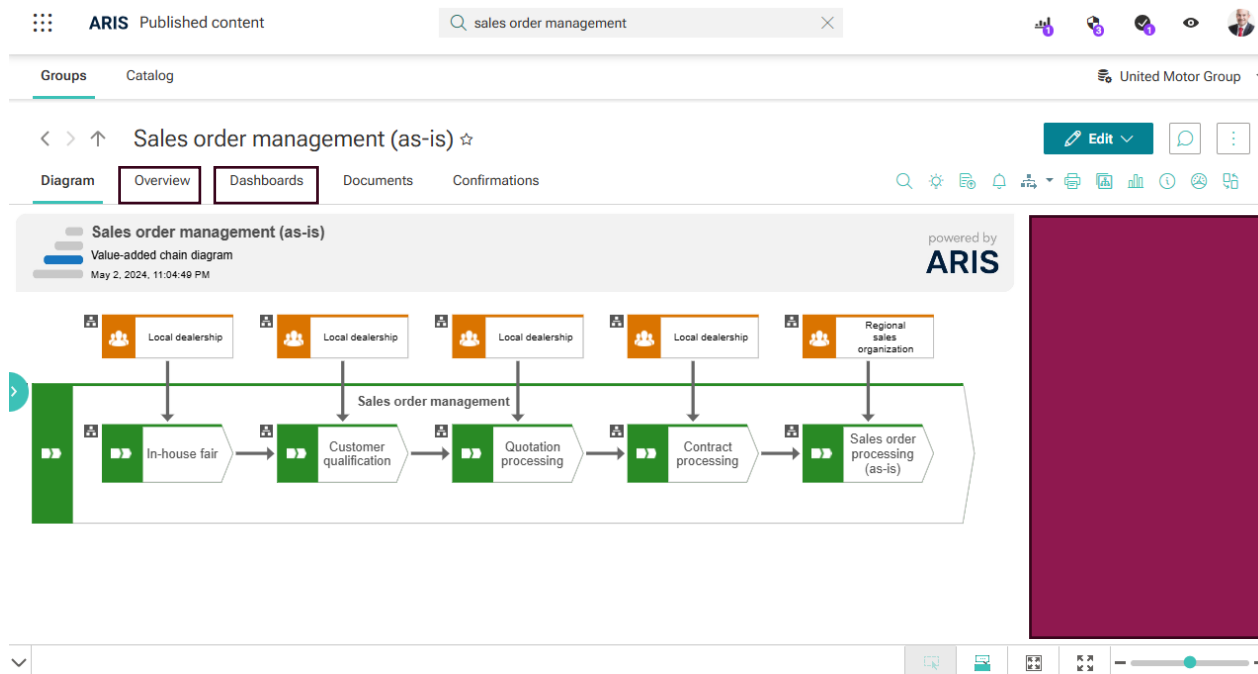 ARIS Published content
sales order management
1
3
1
Groups
Catalog
United Motor Group
Sales order management (as-is)
Edit
Diagram
Overview
Dashboards
Documents
Confirmations
Sales order management (as-is)
Value-added chain diagram
May 2, 2024, 11:04:49 PM
powered by
ARIS
Local dealership
Local dealership
Local dealership
Local dealership
Regional
sales
organization
Sales order management
In-house fair
Customer
qualification
Quotation
processing
Contract
processing
Sales order
processing
(as-is)